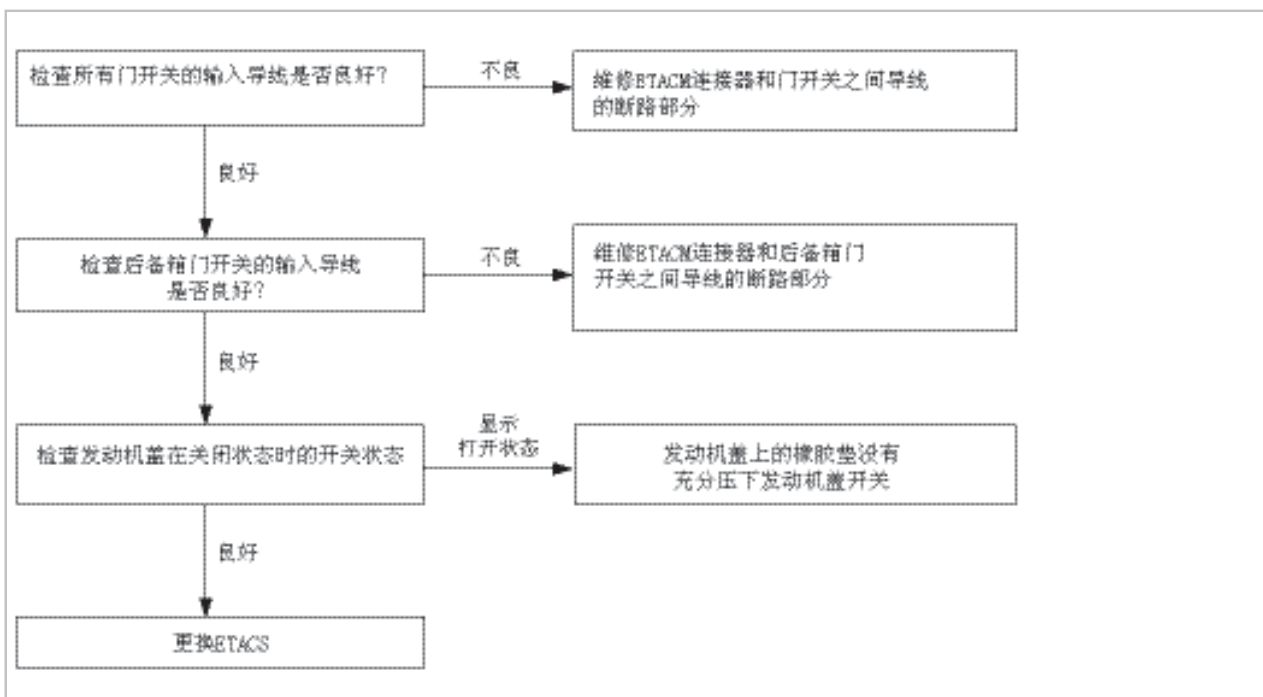 检查所有门开关的输入导线是否良好?
不良
维修ETACM连接器和门开关之间导线
的断路部分
良好
检查后备箱门开关的输入导线
是否良好?
不良
维修ETACM连接器和后备箱门
开关之间导线的断路部分
良好
检查发动机盖在关闭状态时的开关状态
显示
打开状态
发动机盖上的橡胶垫没有
充分压下发动机盖开关
良好
更换ETACS